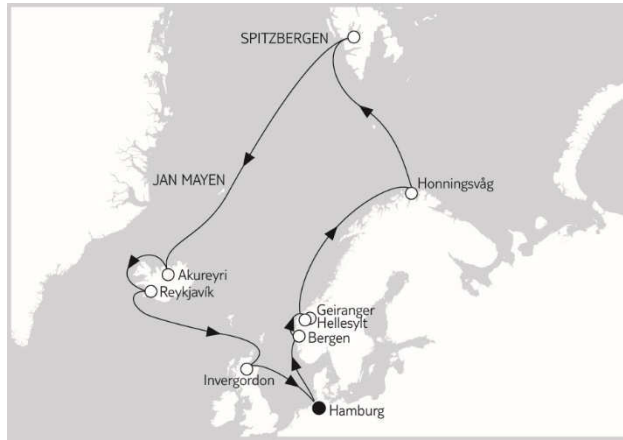 SPITZBERGEN
JAN MAYEN
Honningsvåg
Akureyri
Reykjavík
Geiranger
Hellesylt
Bergen
Invergordon
Hamburg